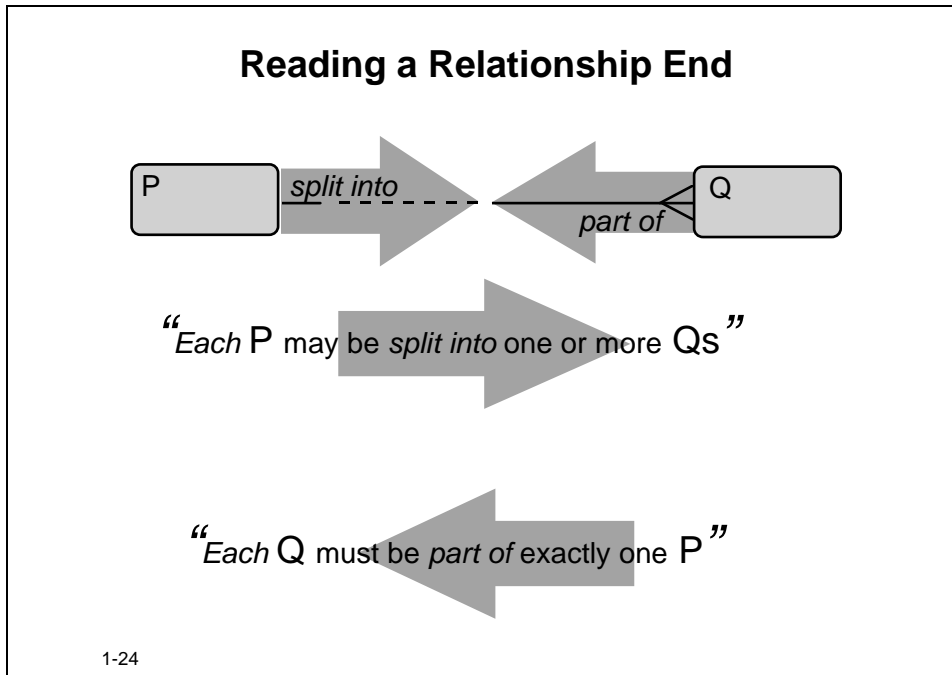 Reading a Relationship End
P
split into
Q
part of
“Each P may be split into one or more Qs”
“Each Q must be part of exactly one P”
1-24